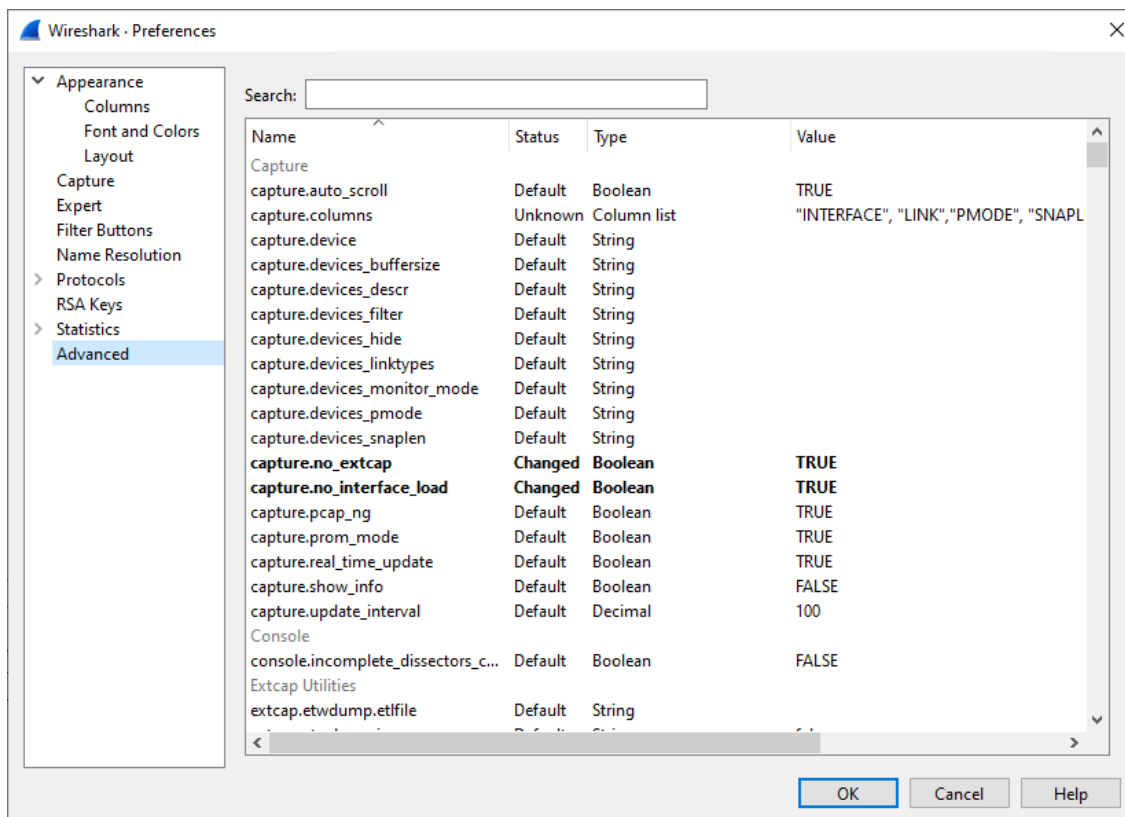 Wireshark · Preferences
Appearance
Columns
Font and Colors
Layout
Capture
Expert
Filter Buttons
Name Resolution
Protocols
RSA Keys
Statistics
Advanced
Search:
Name Status Type Value
Capture
capture.auto_scroll Default Boolean TRUE
capture.columns Unknown Column list "INTERFACE", "LINK","PMODE", "SNAPL
capture.device Default String
capture.devices_buffersize Default String
capture.devices_descr Default String
capture.devices_filter Default String
capture.devices_hide Default String
capture.devices_linktypes Default String
capture.devices_monitor_mode Default String
capture.devices_pmode Default String
capture.devices_snaplen Default String
capture.no_extcap Changed Boolean TRUE
capture.no_interface_load Changed Boolean TRUE
capture.pcap_ng Default Boolean TRUE
capture.prom_mode Default Boolean TRUE
capture.real_time_update Default Boolean TRUE
capture.show_info Default Boolean FALSE
capture.update_interval Default Decimal 100
Console
console.incomplete_dissectors_c... Default Boolean FALSE
Extcap Utilities
extcap.etwdump.etlfile Default String
OK Cancel Help